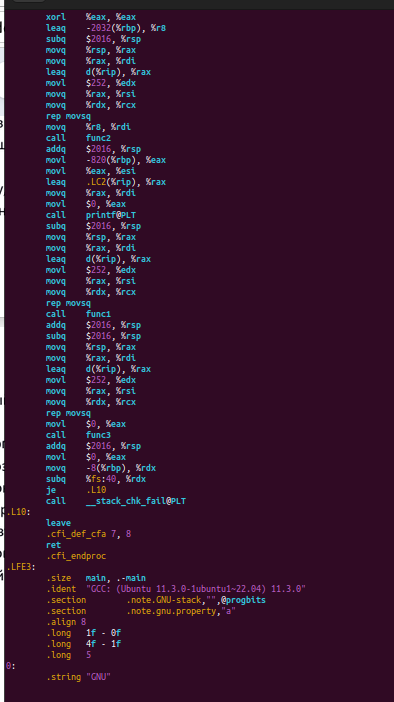 xorl %eax, %eax
leaq -2032(%rbp), %r8
subq $2016, %rsp
movq %rsp, %rax
movq %rax, %rdi
leaq d(%rip), %rax
movl $252, %edx
movq %rax, %rsi
movq %rdx, %rcx
rep movsq
movq %r8, %rdi
call func2
addq $2016, %rsp
movl -820(%rbp), %eax
movl %eax, %esi
leaq .LC2(%rip), %rax
movq %rax, %rdi
movl $0, %eax
call printf@PLT
subq $2016, %rsp
movq %rsp, %rax
movq %rax, %rdi
leaq d(%rip), %rax
movl $252, %edx
movq %rax, %rsi
movq %rdx, %rcx
rep movsq
call func1
addq $2016, %rsp
subq $2016, %rsp
movq %rsp, %rax
movq %rax, %rdi
leaq d(%rip), %rax
movl $252, %edx
movq %rax, %rsi
movq %rdx, %rcx
rep movsq
movl $0, %eax
call func3
addq $2016, %rsp
movl $0, %eax
movq -8(%rbp), %rdx
subq %fs:40, %rdx
je .L10
call __stack_chk_fail@PLT
.L10:
leave
.cfi_def_cfa 7, 8
ret
.cfi_endproc
.LFE3:
.size main, .-main
.ident "GCC: (Ubuntu 11.3.0-1ubuntu1~22.04) 11.3.0"
.section .note.GNU-stack,"",@progbits
.section .note.gnu.property,"a"
.align 8
.long 1f - 0f
.long 4f - 1f
.long 5
0:
.string "GNU"